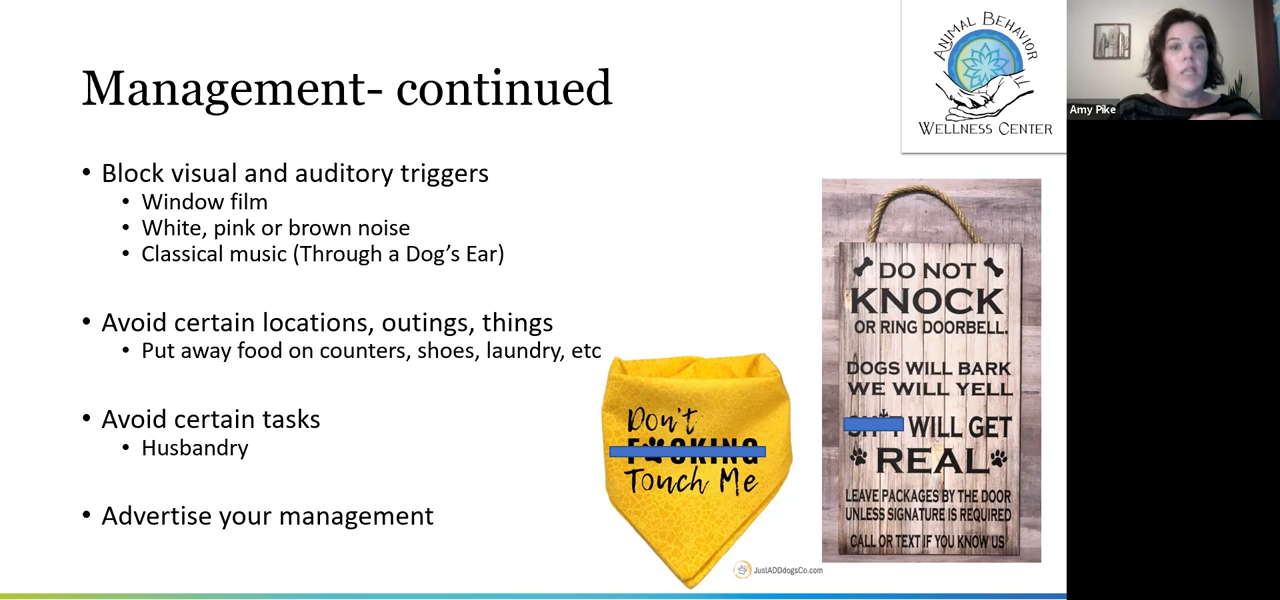 Management- continued
• Block visual and auditory triggers
• Window film
• White, pink or brown noise
• Classical music (Through a Dog's Ear)
• Avoid certain locations, outings, things
• Put away food on counters, shoes, laundry, etc
• Avoid certain tasks
• Husbandry
• Advertise your management
Don't
Touch Me
JustADDdogsCo.com
ANIMAL BEHAVIOR
WELLNESS CENTER
DO NOT
KNOCK
OR RING DOORBELL.
DOGS WILL BARK
WE WILL YELL
WILL GET
REAL
LEAVE PACKAGES BY THE DOOR
UNLESS SIGNATURE IS REQUIRED
CALL OR TEXT IF YOU KNOW US
Amy Pike